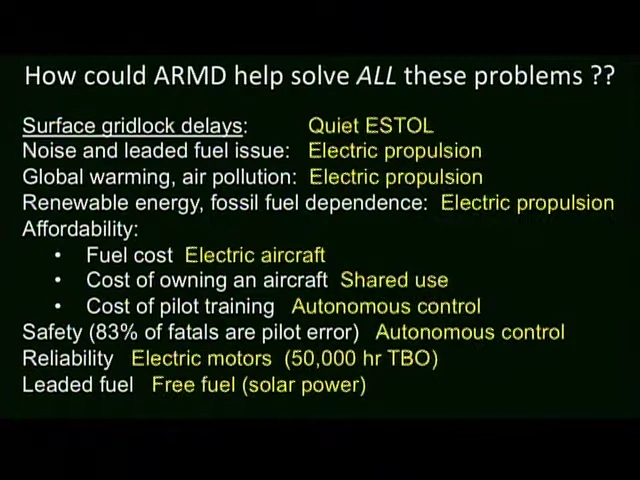 How could ARMD help solve ALL these problems ??
Surface gridlock delays: Quiet ESTOL
Noise and leaded fuel issue: Electric propulsion
Global warming, air pollution: Electric propulsion
Renewable energy, fossil fuel dependence: Electric propulsion
Affordability:
• Fuel cost Electric aircraft
• Cost of owning an aircraft Shared use
• Cost of pilot training Autonomous control
Safety (83% of fatals are pilot error) Autonomous control
Reliability Electric motors (50,000 hr TBO)
Leaded fuel Free fuel (solar power)